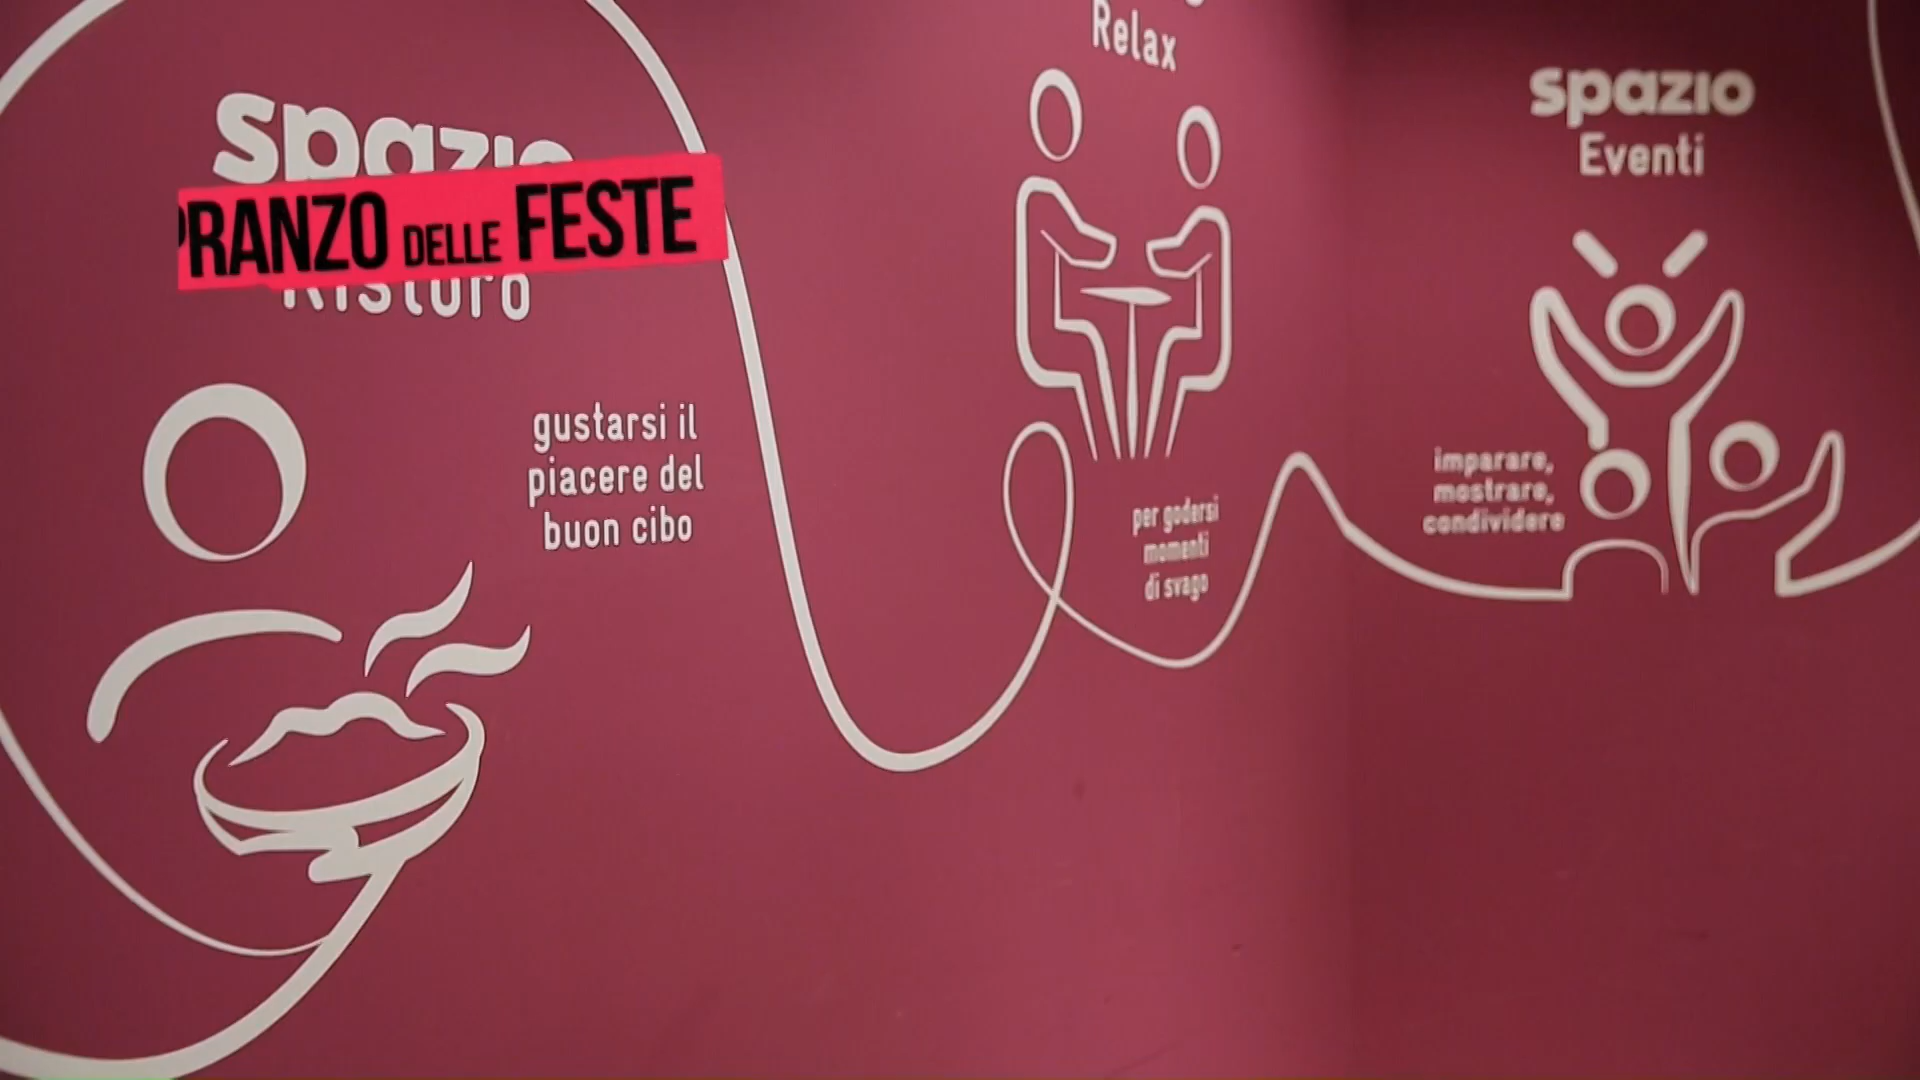 spazio
PRANZO DELLE FESTE
Ristoro
gustarsi il
piacere del
buon cibo
Relax
per godersi
momenti
di svago
spazio
Eventi
imparare,
mostrare,
condividere